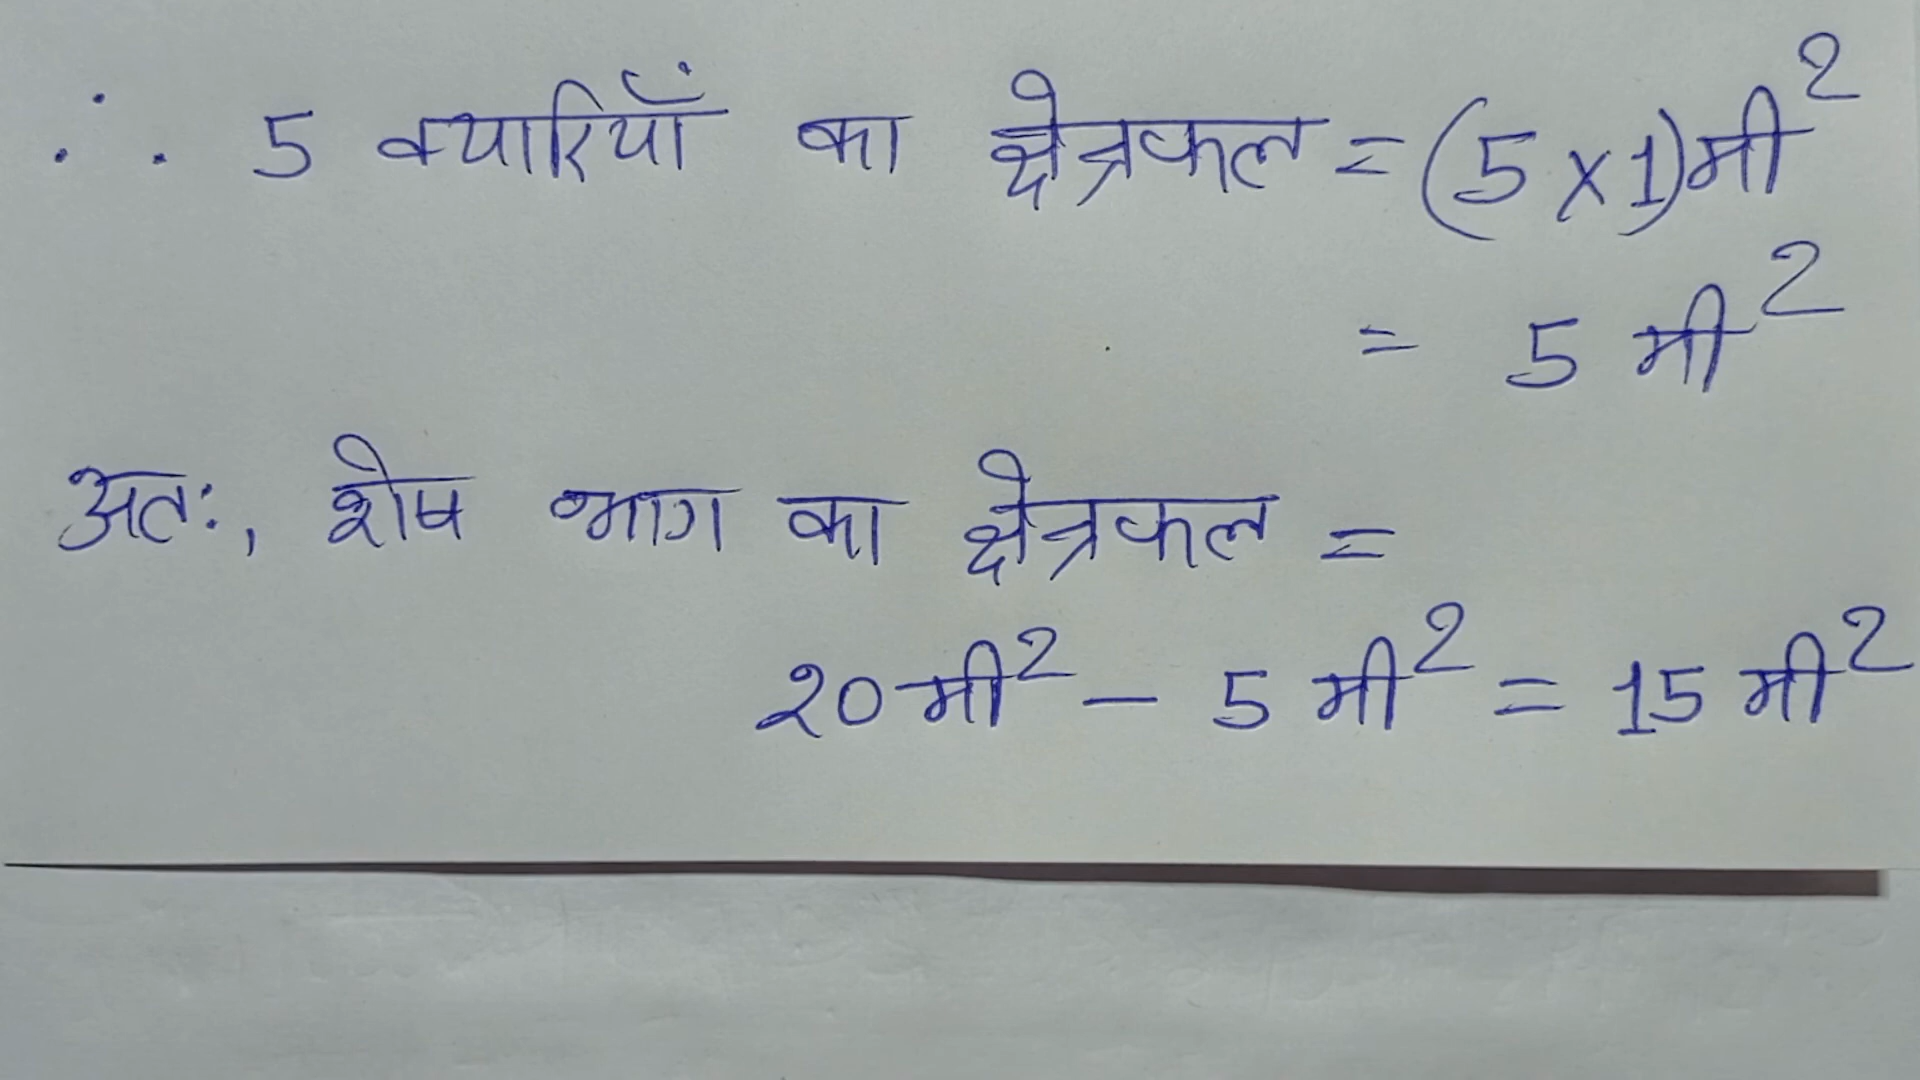 ∴ 5 क्यारियाँ का क्षेत्रफल = (5 × 1) मी²
= 5 मी²
अतः, शेष भाग का क्षेत्रफल =
20 मी² - 5 मी² = 15 मी²